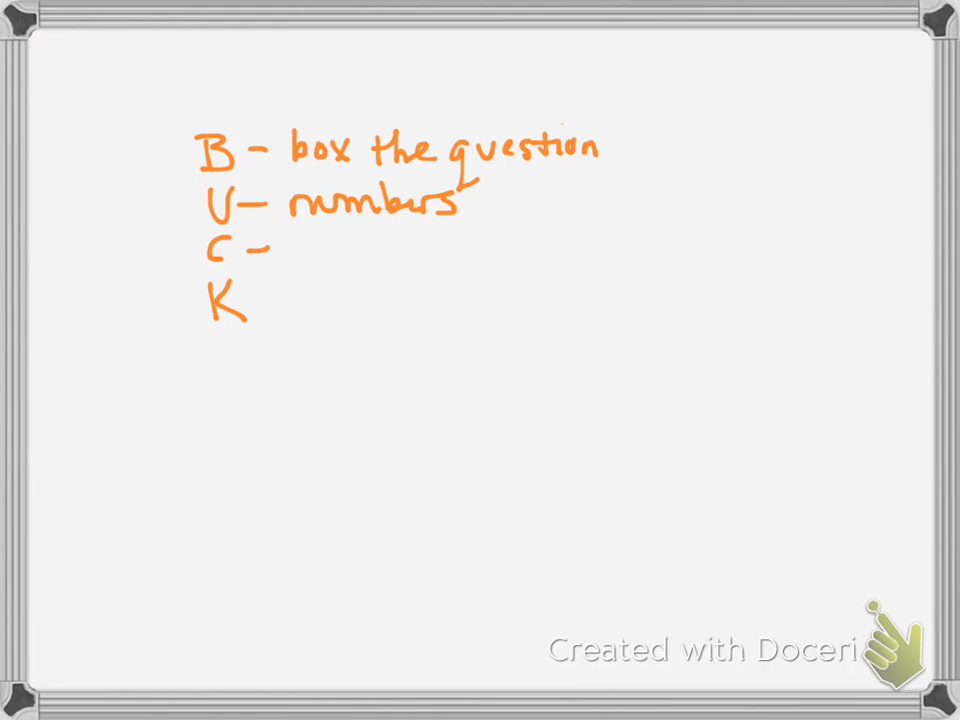 B - box the question
U - numbers
C -
K
Created with Doceri